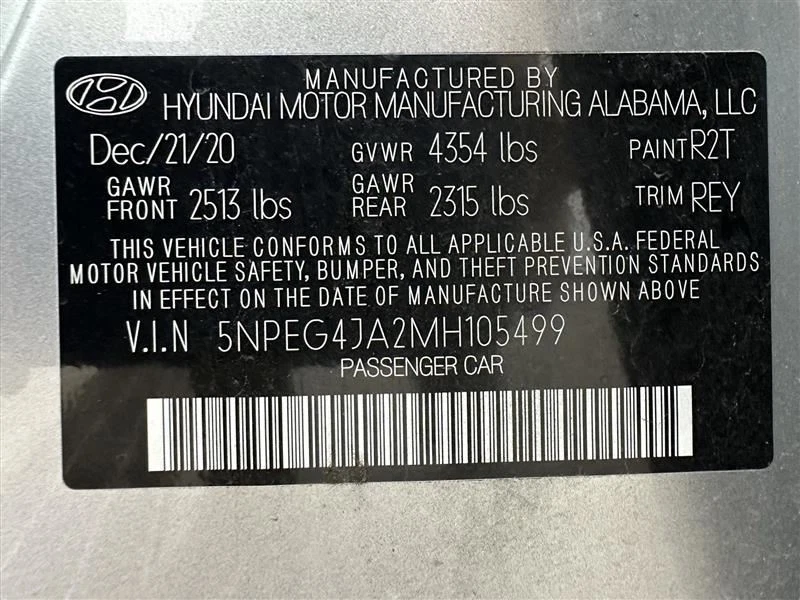 MANUFACTURED BY
HYUNDAI MOTOR MANUFACTURING ALABAMA, LLC
Dec/21/20 GVWR 4354 lbs PAINT R2T
GAWR FRONT 2513 lbs GAWR REAR 2315 lbs TRIM REY
THIS VEHICLE CONFORMS TO ALL APPLICABLE U.S.A. FEDERAL
MOTOR VEHICLE SAFETY, BUMPER, AND THEFT PREVENTION STANDARDS
IN EFFECT ON THE DATE OF MANUFACTURE SHOWN ABOVE
V.I.N 5NPEG4JA2MH105499
PASSENGER CAR